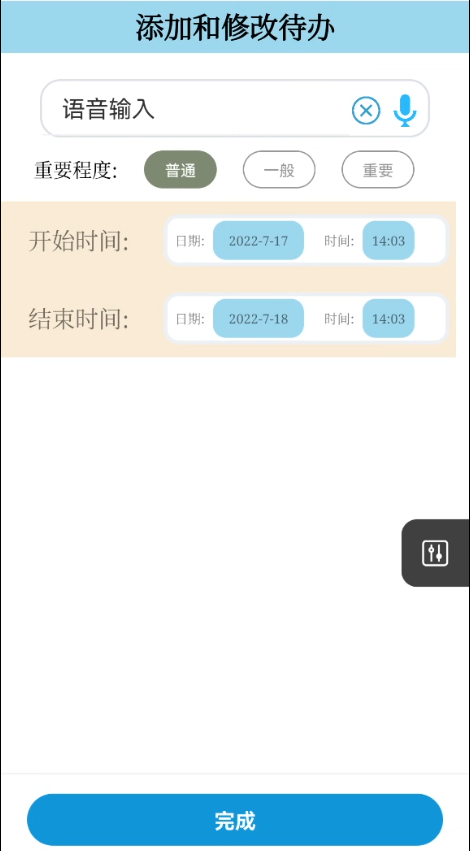 添加和修改待办
语音输入
重要程度: 普通 一般 重要
开始时间: 日期: 2022-7-17 时间: 14:03
结束时间: 日期: 2022-7-18 时间: 14:03
完成